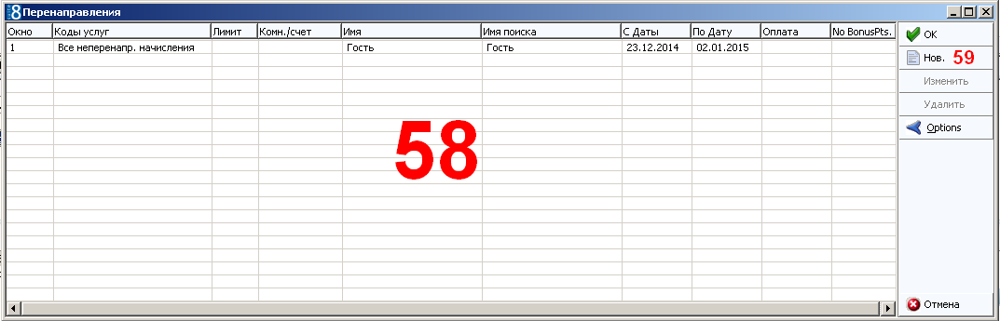 8 Перенаправления
Окно Коды услуг Лимит Комн./счет Имя Имя поиска С Даты По Дату Оплата No BonusPts.
1 Все неперенапр. начисления Гость Гость 23.12.2014 02.01.2015
58
OK
Нов. 59
Изменить
Удалить
Options
Отмена